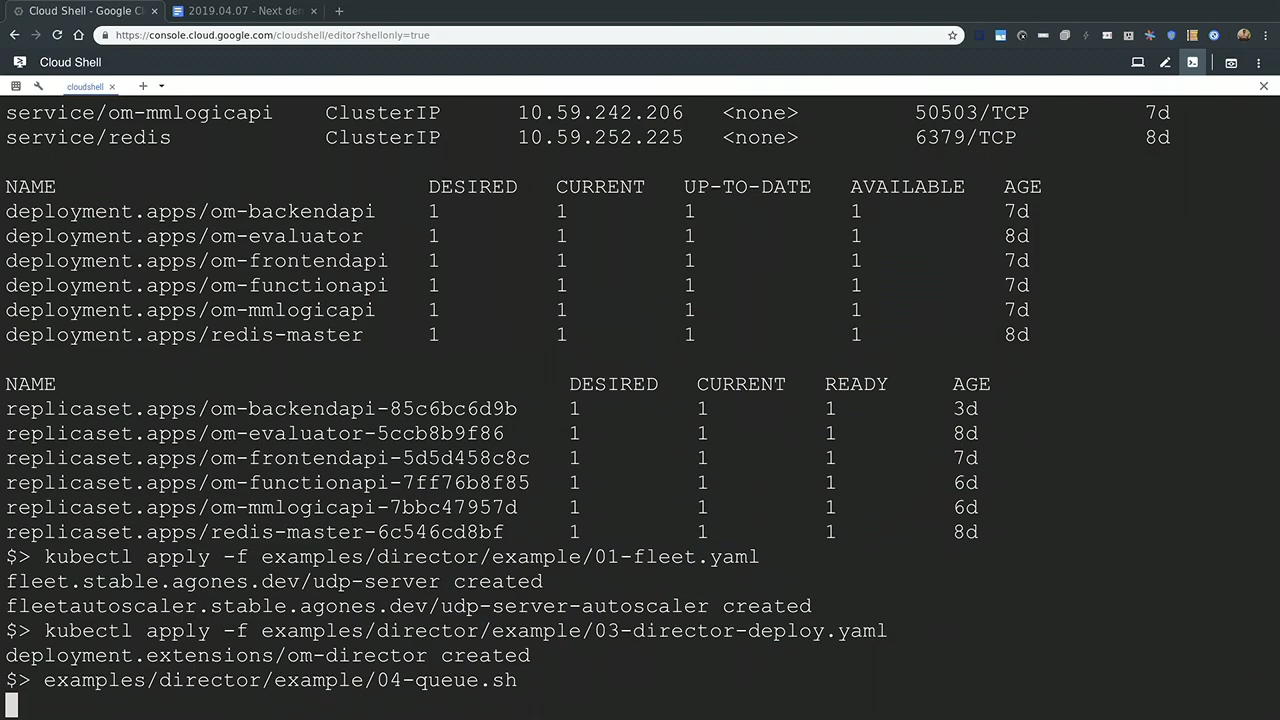 Cloud Shell - Google C
2019.04.07 - Next den
https://console.cloud.google.com/cloudshell/editor?shellonly=true
Cloud Shell
cloudshell
service/om-mmlogicapi ClusterIP 10.59.242.206 <none> 50503/TCP 7d
service/redis ClusterIP 10.59.252.225 <none> 6379/TCP 8d
NAME DESIRED CURRENT UP-TO-DATE AVAILABLE AGE
deployment.apps/om-backendapi 1 1 1 1 7d
deployment.apps/om-evaluator 1 1 1 1 8d
deployment.apps/om-frontendapi 1 1 1 1 7d
deployment.apps/om-functionapi 1 1 1 1 7d
deployment.apps/om-mmlogicapi 1 1 1 1 7d
deployment.apps/redis-master 1 1 1 1 8d
NAME DESIRED CURRENT READY AGE
replicaset.apps/om-backendapi-85c6bc6d9b 1 1 1 3d
replicaset.apps/om-evaluator-5ccb8b9f86 1 1 1 8d
replicaset.apps/om-frontendapi-5d5d458c8c 1 1 1 7d
replicaset.apps/om-functionapi-7ff76b8f85 1 1 1 6d
replicaset.apps/om-mmlogicapi-7bbc47957d 1 1 1 6d
replicaset.apps/redis-master-6c546cd8bf 1 1 1 8d
$> kubectl apply -f examples/director/example/01-fleet.yaml
fleet.stable.agones.dev/udp-server created
fleetautoscaler.stable.agones.dev/udp-server-autoscaler created
$> kubectl apply -f examples/director/example/03-director-deploy.yaml
deployment.extensions/om-director created
$> examples/director/example/04-queue.sh